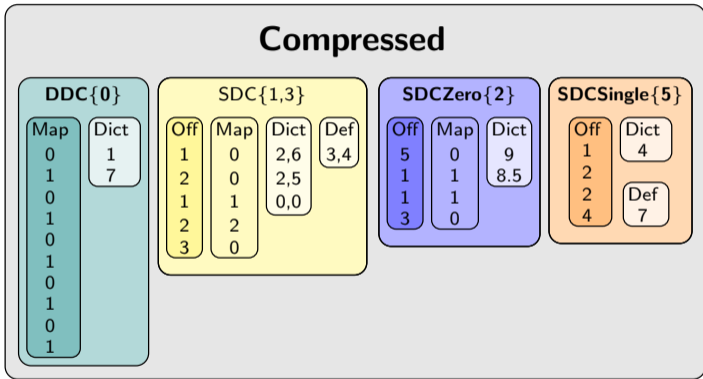 Compressed
DDC{0}
Map
0
1
0
1
0
1
0
1
0
1
Dict
1
7
SDC{1,3}
Off
1
2
1
2
3
Map
0
0
1
2
0
Dict
2,6
2,5
0,0
Def
3,4
SDCZero{2}
Off
5
1
1
3
Map
0
1
1
0
Dict
9
8.5
SDCSingle{5}
Off
1
2
2
4
Dict
4
Def
7